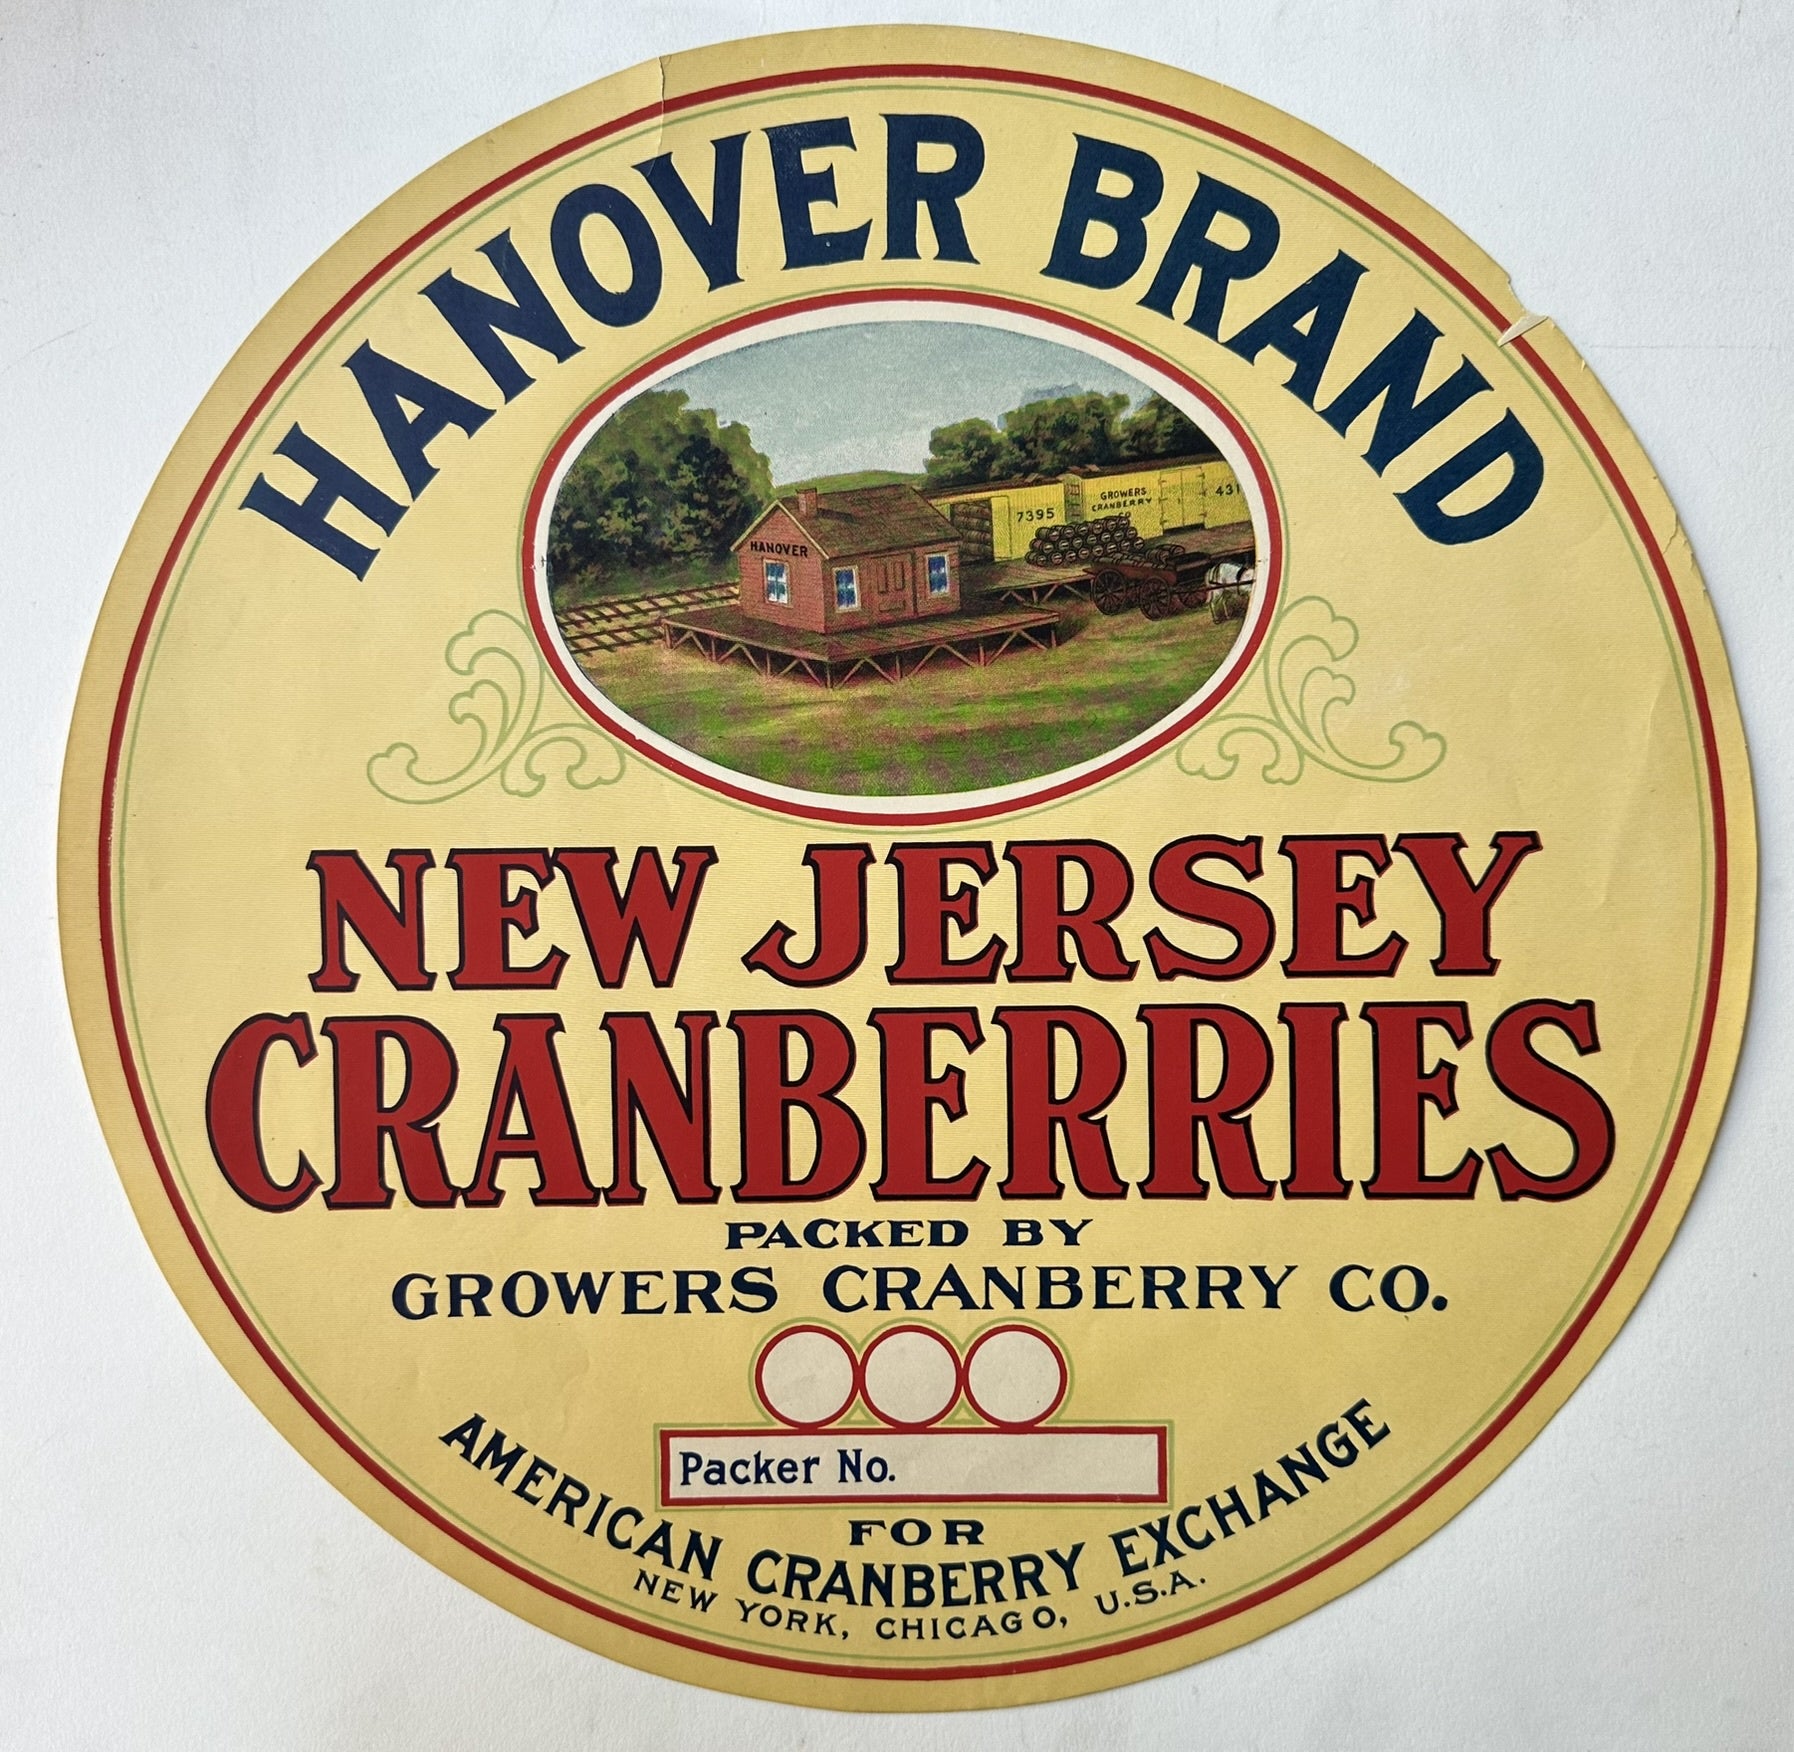 HANOVER BRAND
HANOVER
7395
GROWERS
CRANBERRY
431
NEW JERSEY
CRANBERRIES
PACKED BY
GROWERS CRANBERRY CO.
Packer No.
FOR
AMERICAN CRANBERRY EXCHANGE
NEW YORK, CHICAGO, U.S.A.